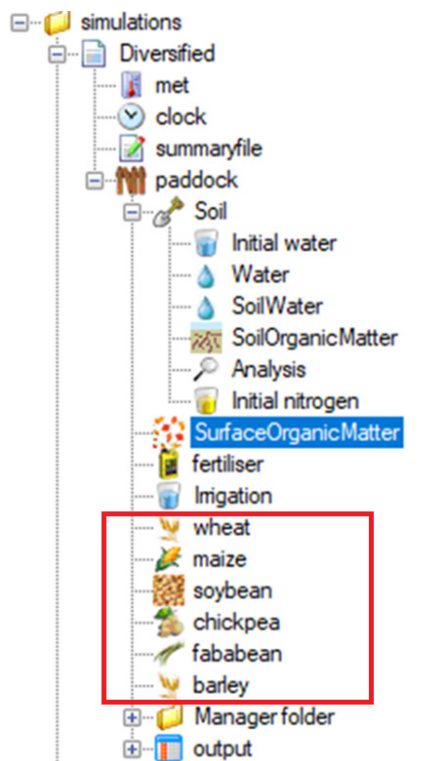 simulations
Diversified
met
clock
summaryfile
paddock
Soil
Initial water
Water
SoilWater
SoilOrganicMatter
Analysis
Initial nitrogen
SurfaceOrganicMatter
fertiliser
Irrigation
wheat
maize
soybean
chickpea
fababean
barley
Manager folder
output